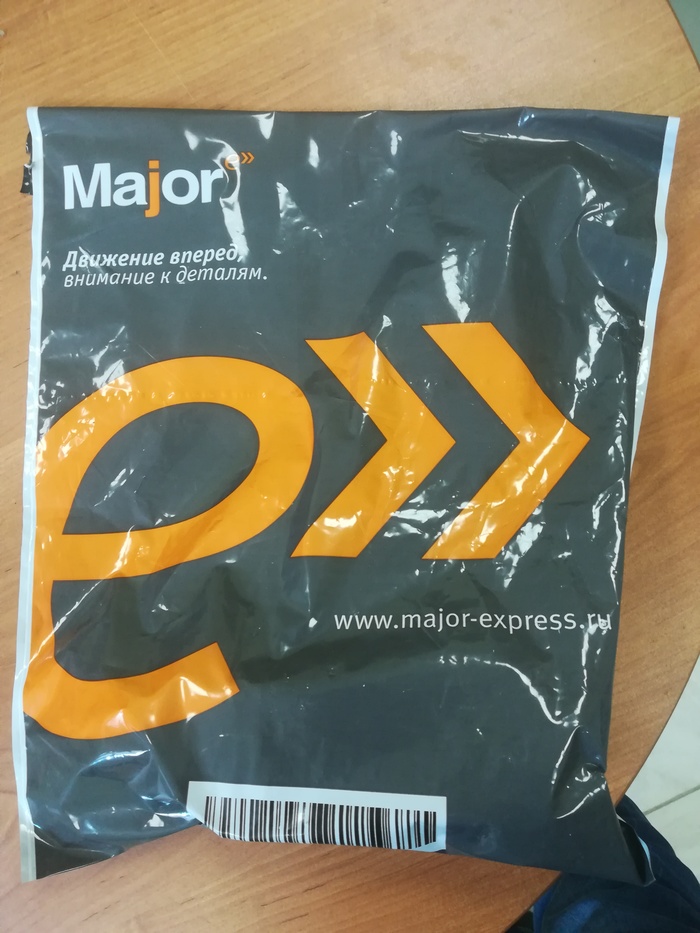 Major e»
Движение вперед,
внимание к деталям.
e»
www.major-express.ru